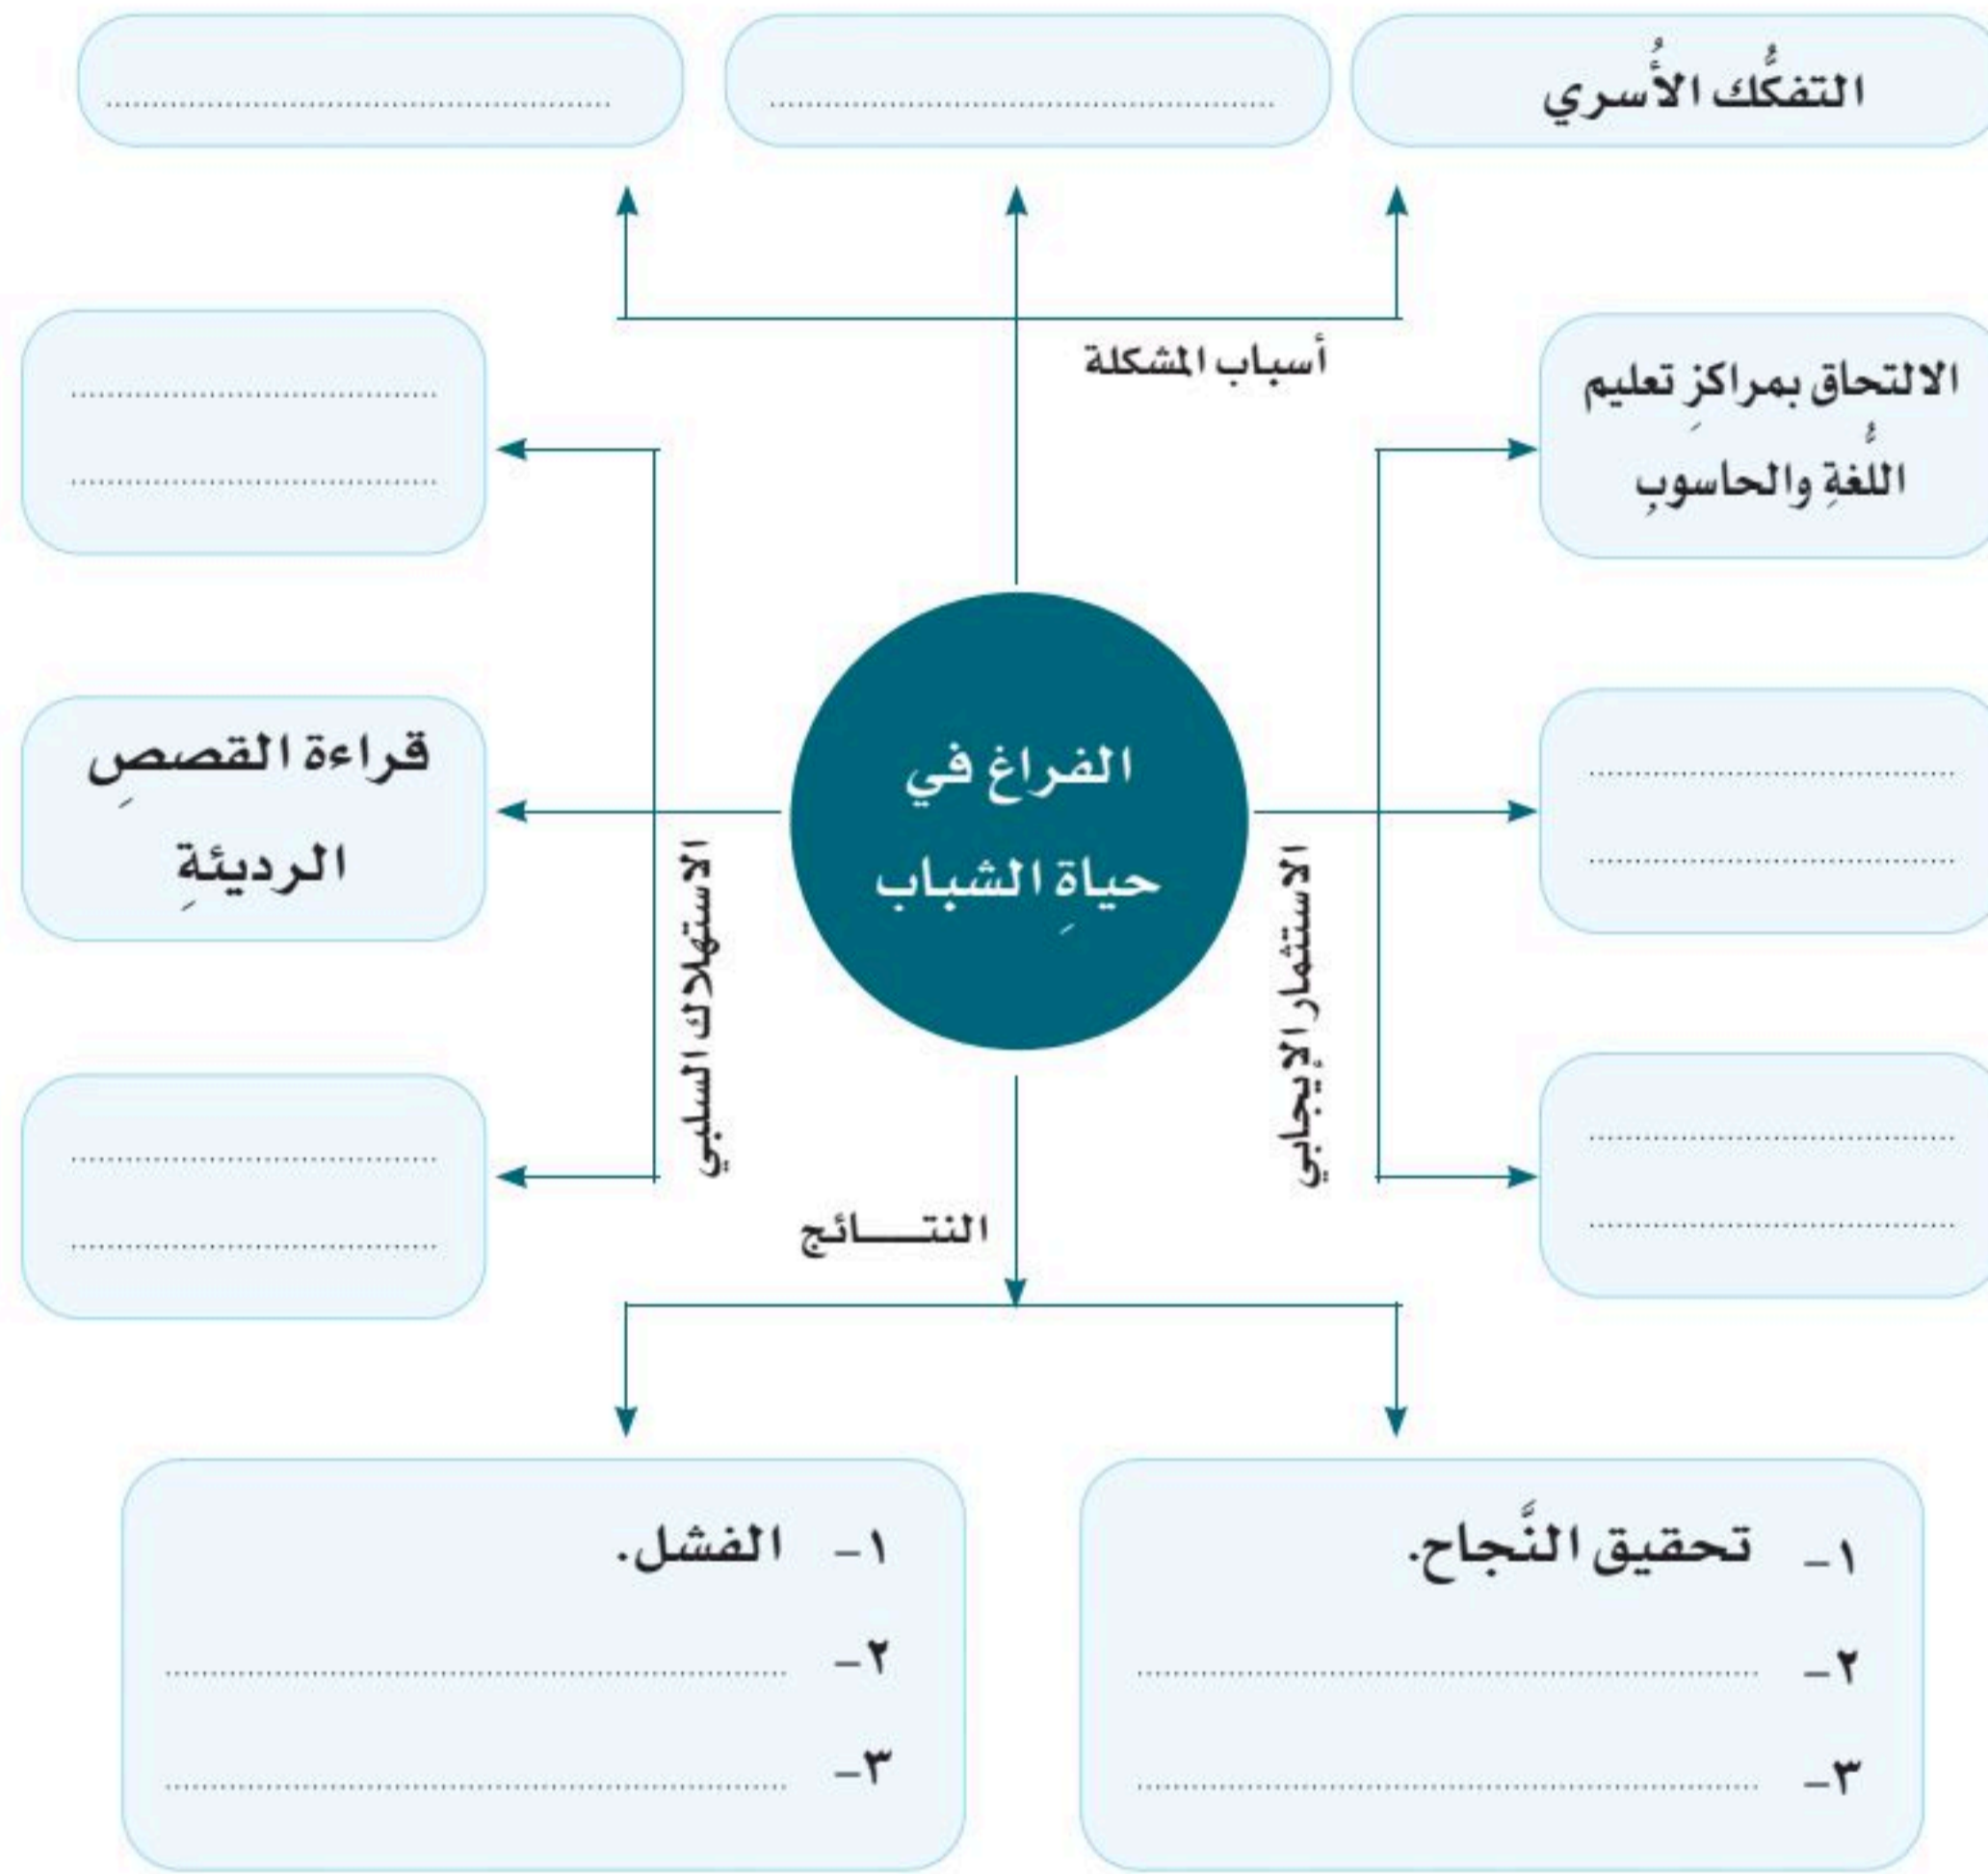 التفكُّك الأُسري
أسباب المشكلة
الالتحاق بمراكزِ تعليم
اللُّغةِ والحاسوبِ
قراءة القصصِ
الرديئةِ
الفراغ في
حياةِ الشباب
الاستثمار الإيجابي
الاستهلاك السلبي
النتـــــائج
١- تحقيق النَّجاح.
٢-
٣-
١- الفشل.
٢-
٣-